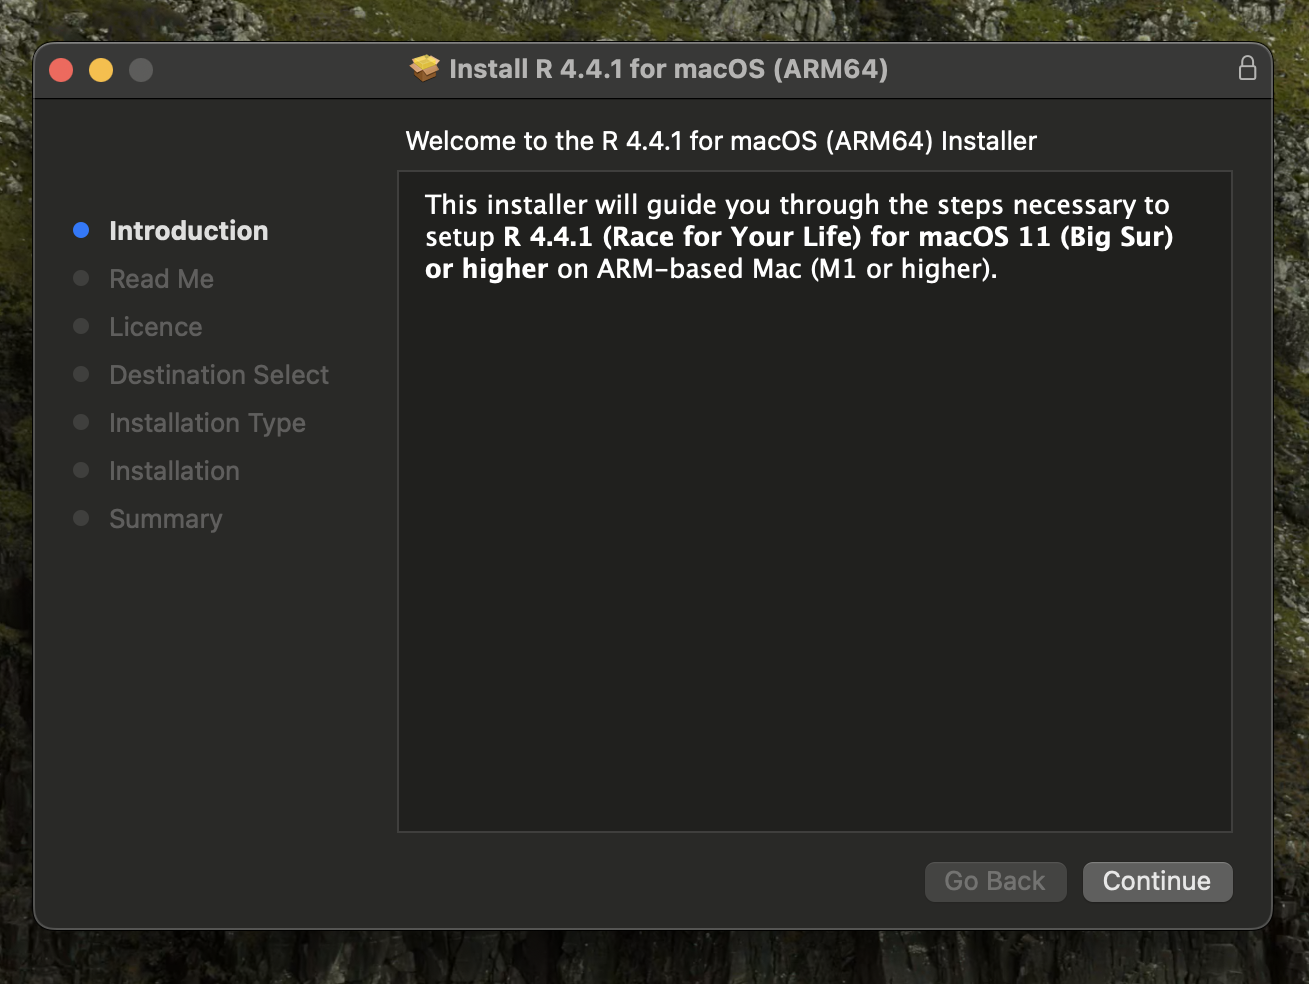 Install R 4.4.1 for macOS (ARM64)
Welcome to the R 4.4.1 for macOS (ARM64) Installer
Introduction
Read Me
Licence
Destination Select
Installation Type
Installation
Summary
This installer will guide you through the steps necessary to
setup R 4.4.1 (Race for Your Life) for macOS 11 (Big Sur)
or higher on ARM-based Mac (M1 or higher).
Go Back
Continue